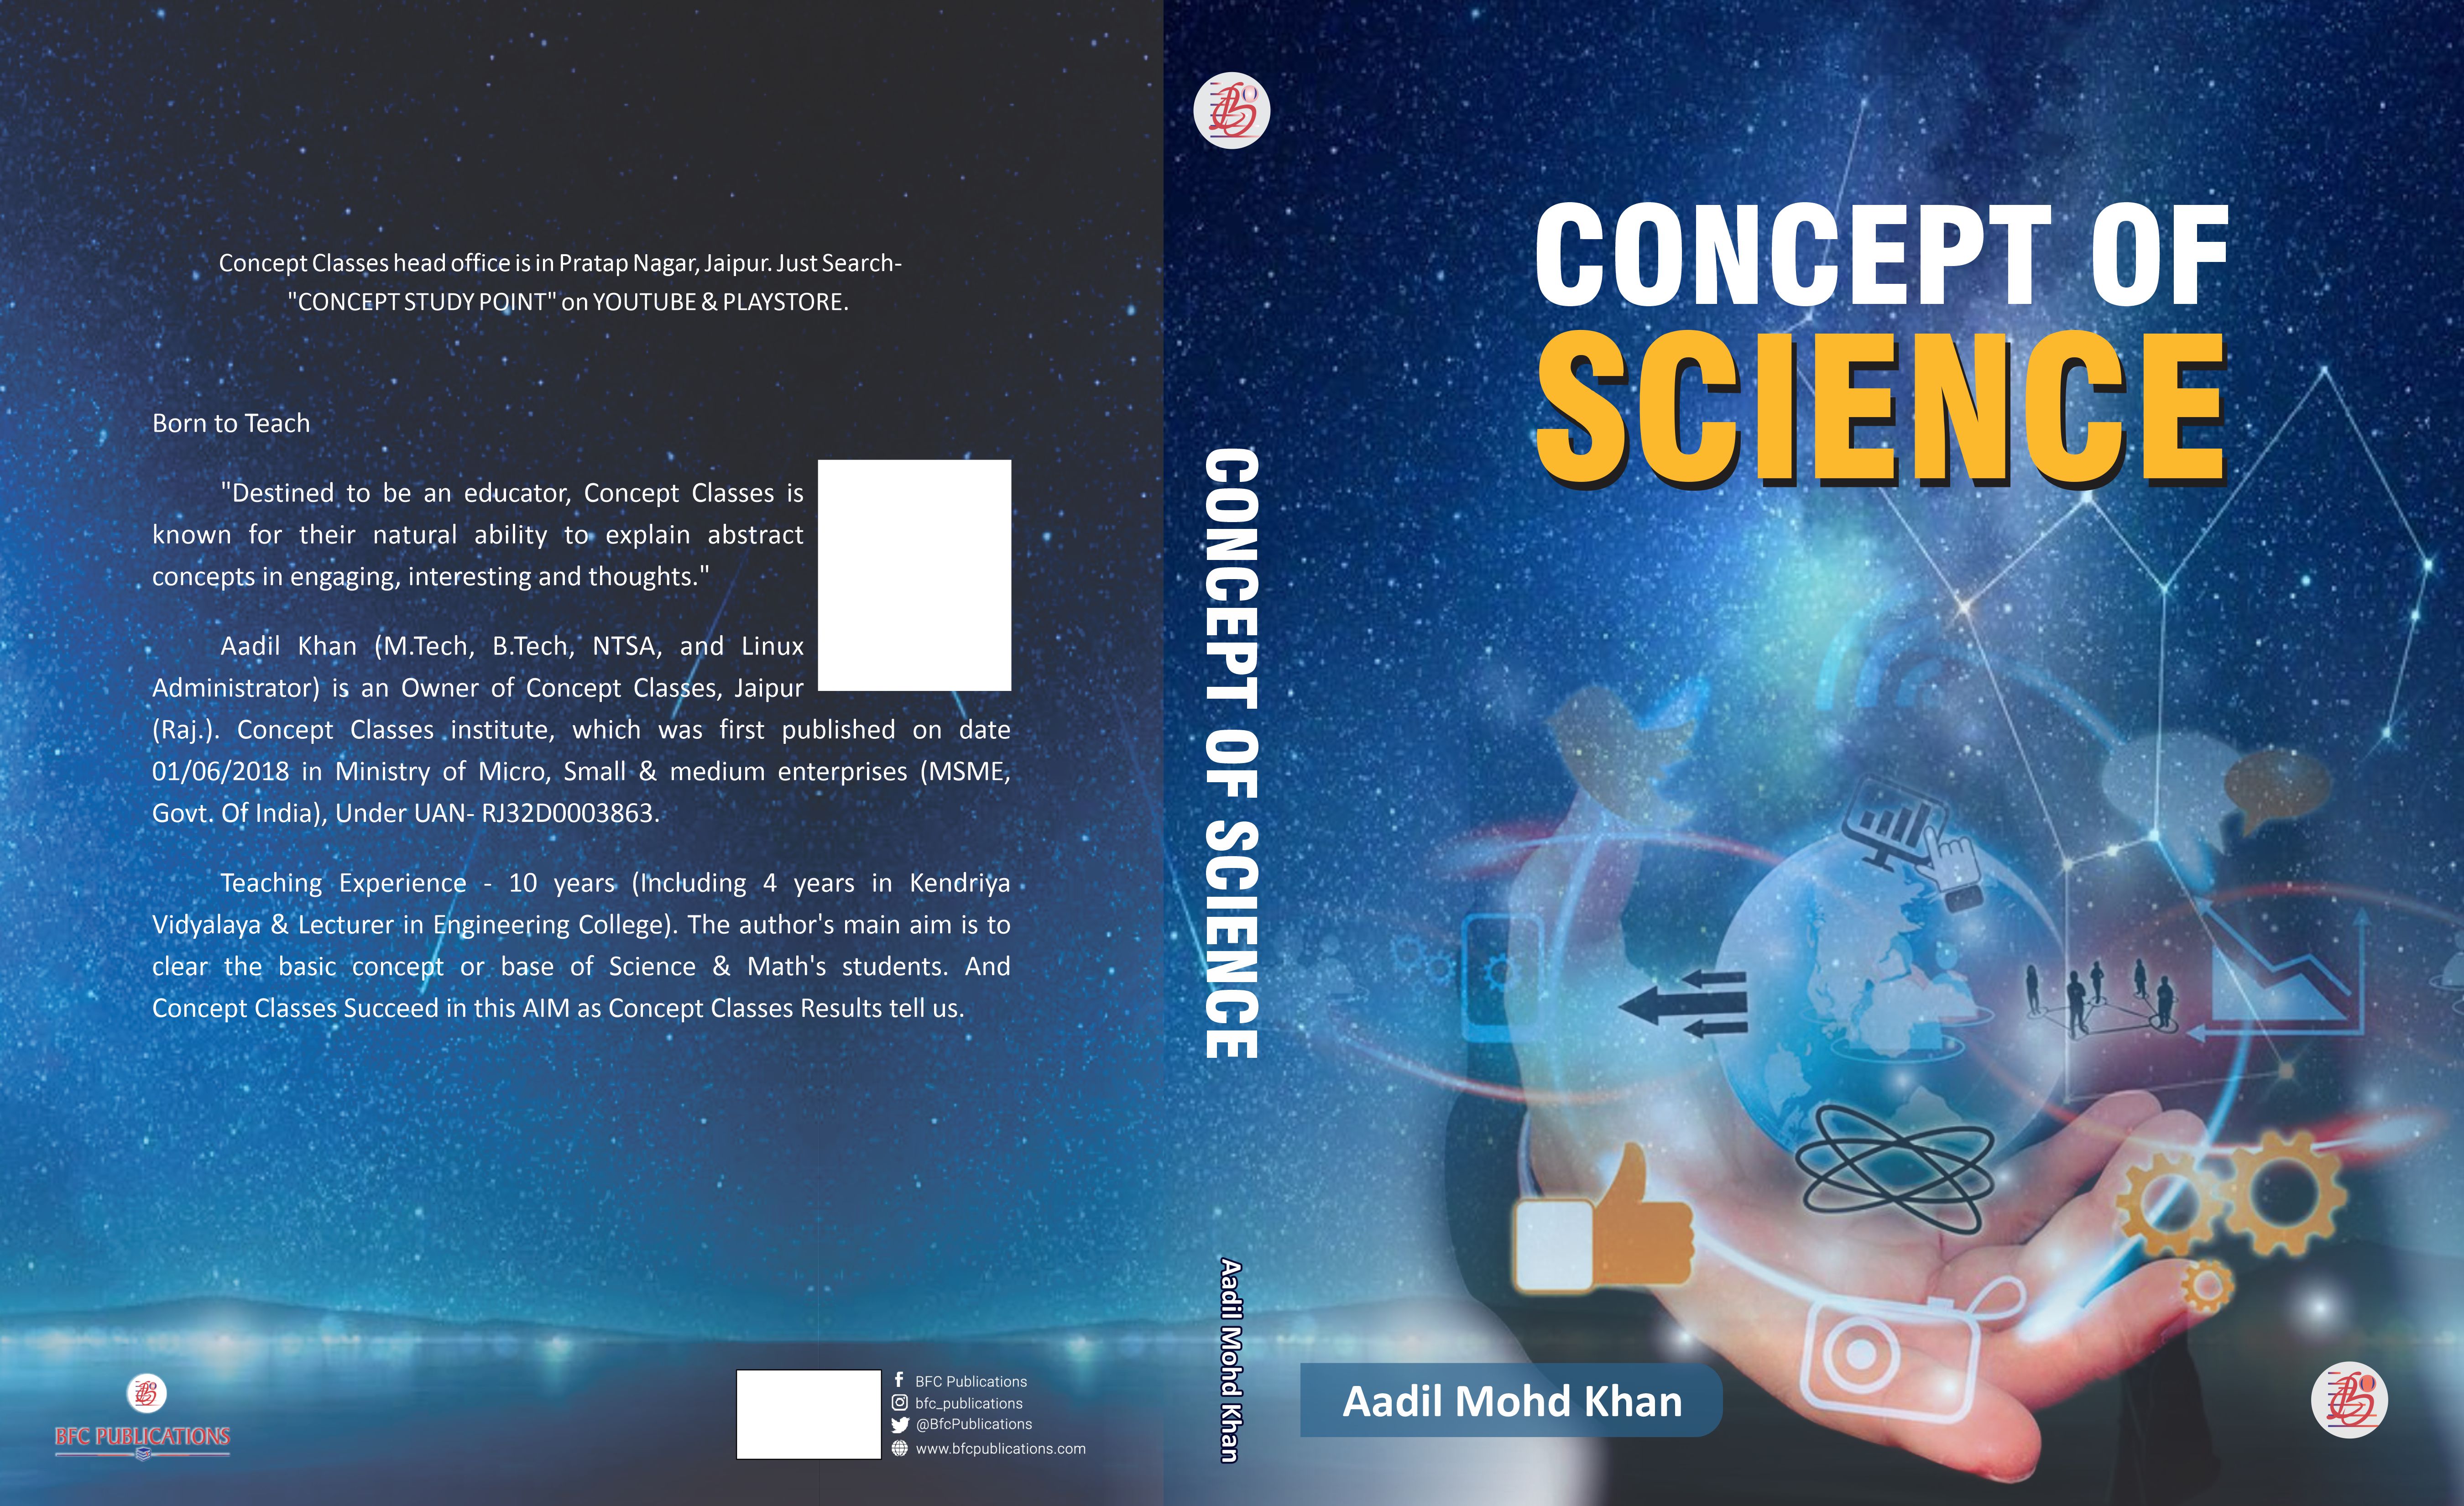 Concept Classes head office is in Pratap Nagar, Jaipur. Just Search-
"CONCEPT STUDY POINT" on YOUTUBE & PLAYSTORE.
Born to Teach
"Destined to be an educator, Concept Classes is
known for their natural ability to explain abstract
concepts in engaging, interesting and thoughts."
Aadil Khan (M.Tech, B.Tech, NTSA, and Linux
Administrator) is an Owner of Concept Classes, Jaipur
(Raj.). Concept Classes institute, which was first published on date
01/06/2018 in Ministry of Micro, Small & medium enterprises (MSME,
Govt. Of India), Under UAN- RJ32D0003863.
Teaching Experience - 10 years (Including 4 years in Kendriya
Vidyalaya & Lecturer in Engineering College). The author's main aim is to
clear the basic concept or base of Science & Math's students. And
Concept Classes Succeed in this AIM as Concept Classes Results tell us.
BFC PUBLICATIONS
BFC Publications
bfc_publications
@BfcPublications
www.bfcpublications.com
CONCEPT OF SCIENCE
Aadil Mohd Khan
CONCEPT OF
SCIENCE
Aadil Mohd Khan